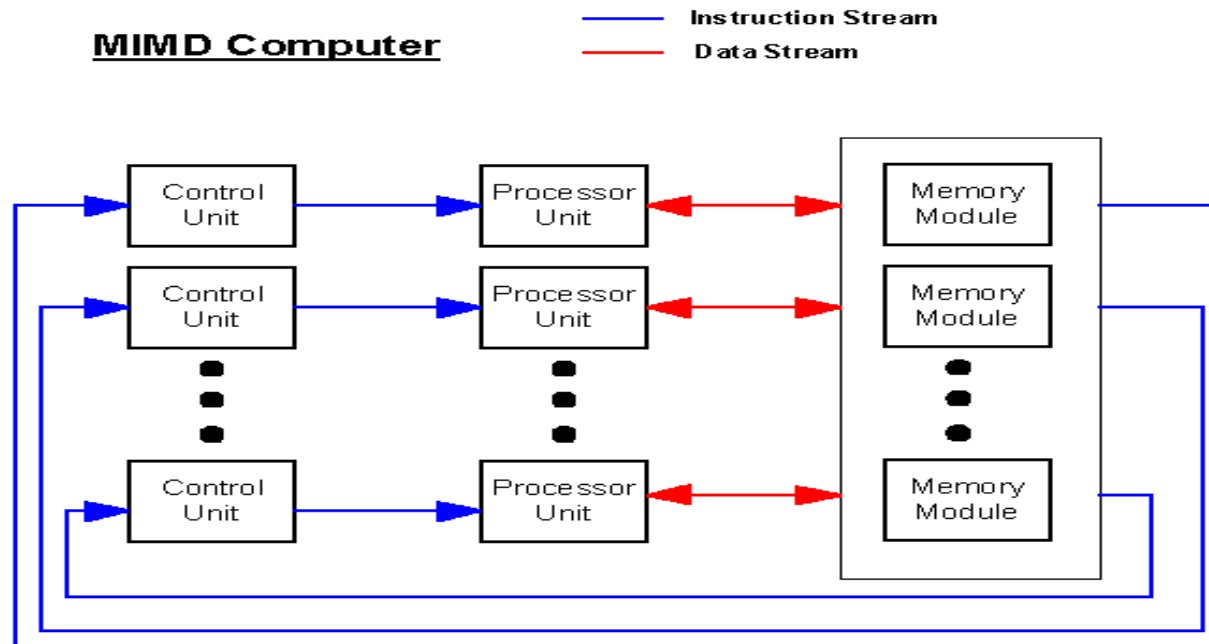 MIMD Computer
Instruction Stream
Data Stream
Control
Unit
Processor
Unit
Memory
Module
Control
Unit
Processor
Unit
Memory
Module
Control
Unit
Processor
Unit
Memory
Module